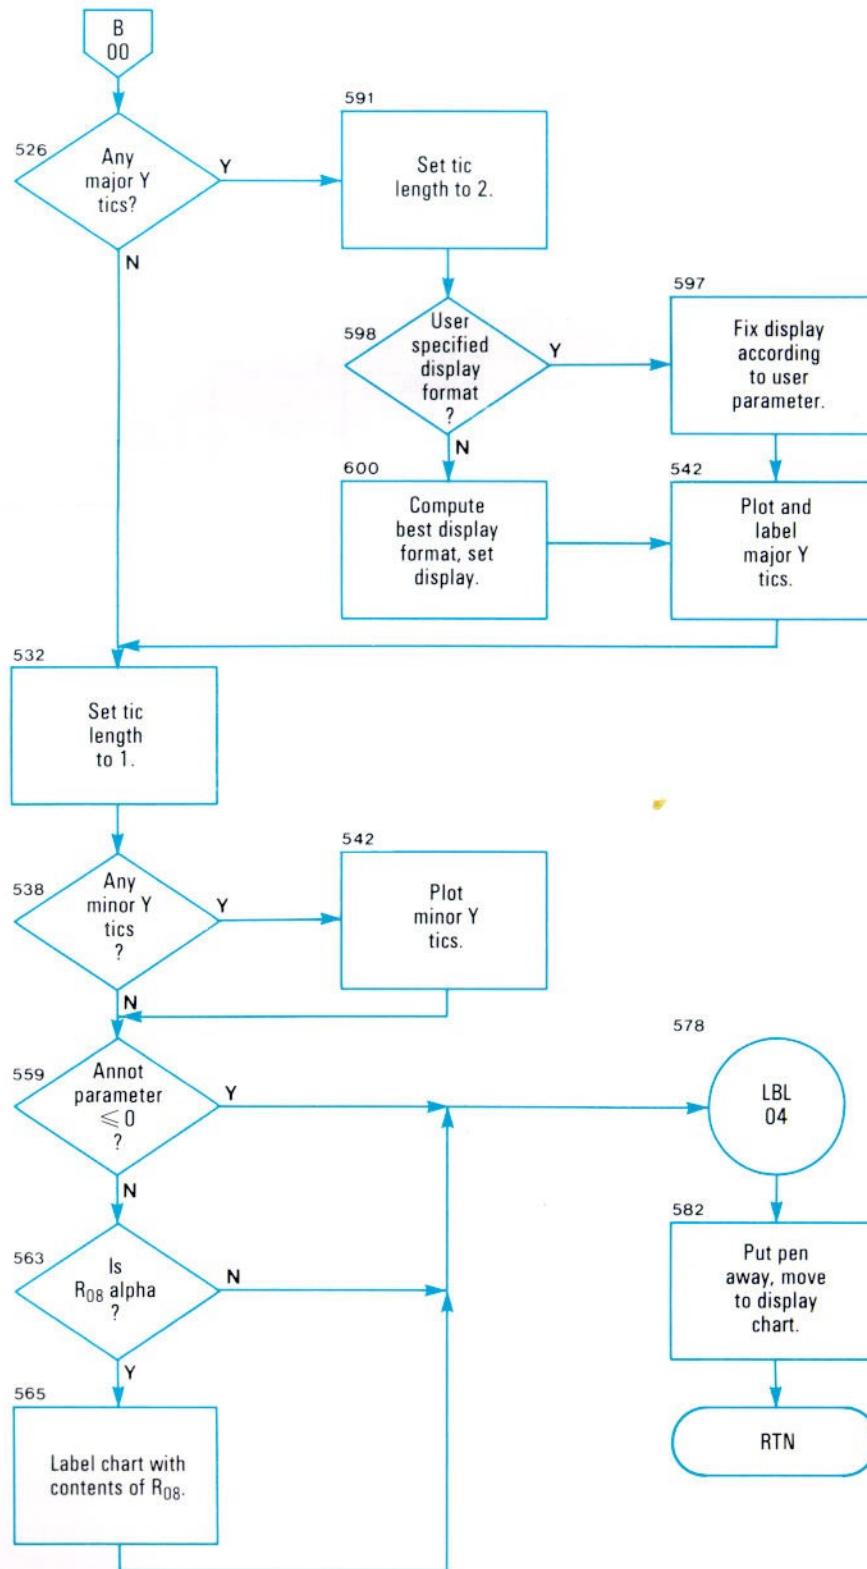 B
00
526
Any
major Y
tics?
Y
N
591
Set tic
length to 2.
598
User
specified
display
format
?
Y
N
597
Fix display
according
to user
parameter.
600
Compute
best display
format, set
display.
542
Plot and
label
major Y
tics.
532
Set tic
length
to 1.
538
Any
minor Y
tics
?
Y
N
542
Plot
minor Y
tics.
559
Annot
parameter
≤ 0
?
Y
N
563
Is
R08 alpha
?
N
Y
565
Label chart with
contents of R08.
578
LBL
04
582
Put pen
away, move
to display
chart.
RTN